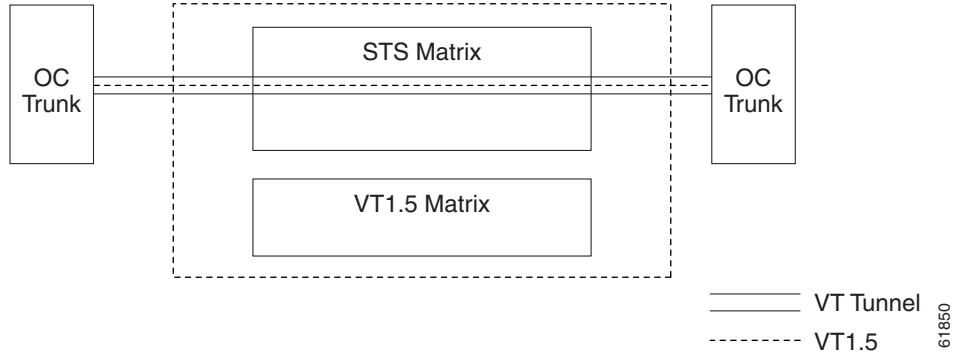 STS Matrix
OC
Trunk
OC
Trunk
VT1.5 Matrix
VT Tunnel
VT1.5
61850